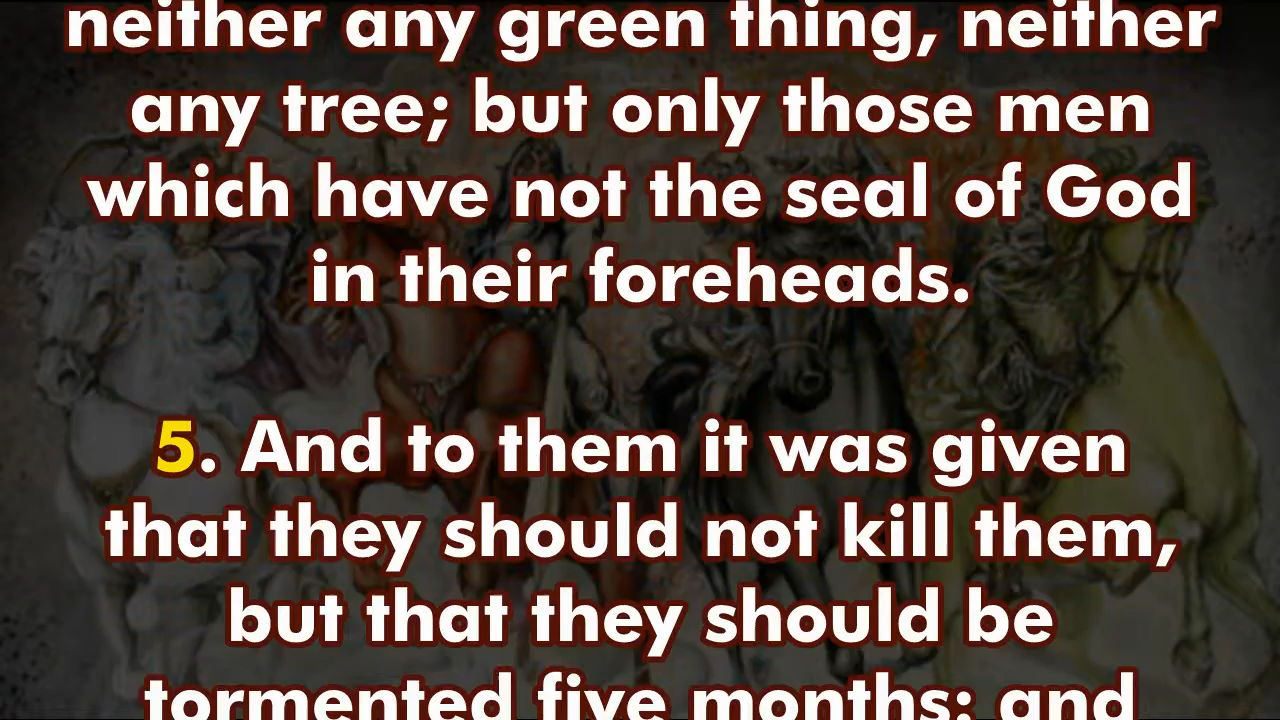 neither any green thing, neither
any tree; but only those men
which have not the seal of God
in their foreheads.
5. And to them it was given
that they should not kill them,
but that they should be
tormented five months: and